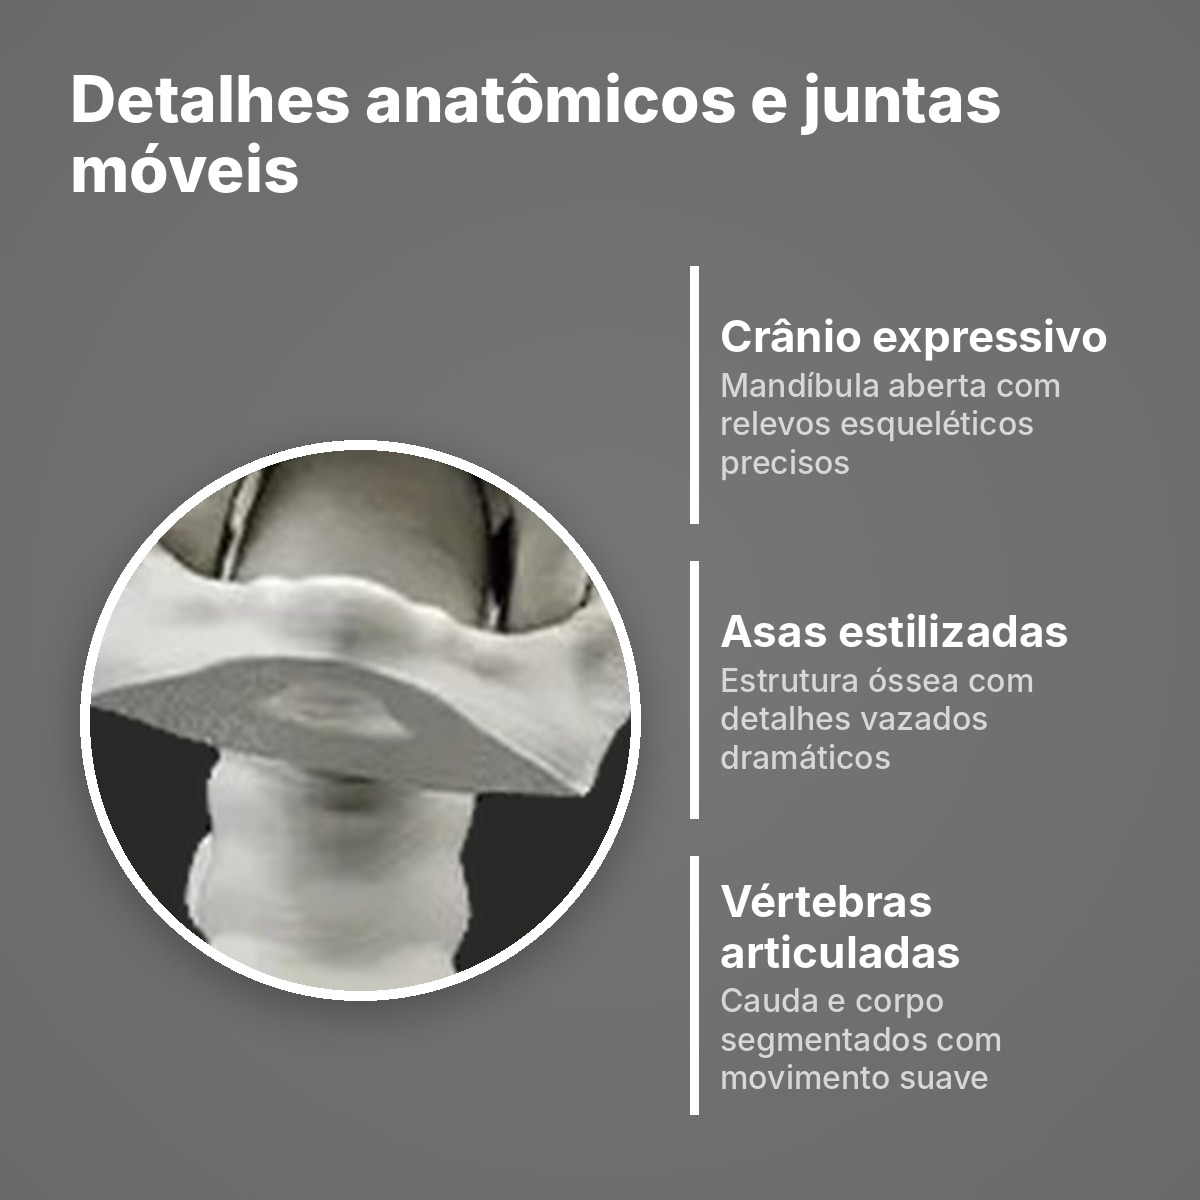 Detalhes anatômicos e juntas
móveis
Crânio expressivo
Mandíbula aberta com
relevos esqueléticos
precisos
Asas estilizadas
Estrutura óssea com
detalhes vazados
dramáticos
Vértebras
articuladas
Cauda e corpo
segmentados com
movimento suave